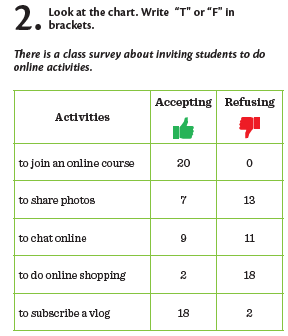 2. Look at the chart. Write "T" or "F" in
brackets.
There is a class survey about inviting students to do
online activities.
Activities Accepting Refusing
to join an online course 20 0
to share photos 7 13
to chat online 9 11
to do online shopping 2 18
to subscribe a vlog 18 2